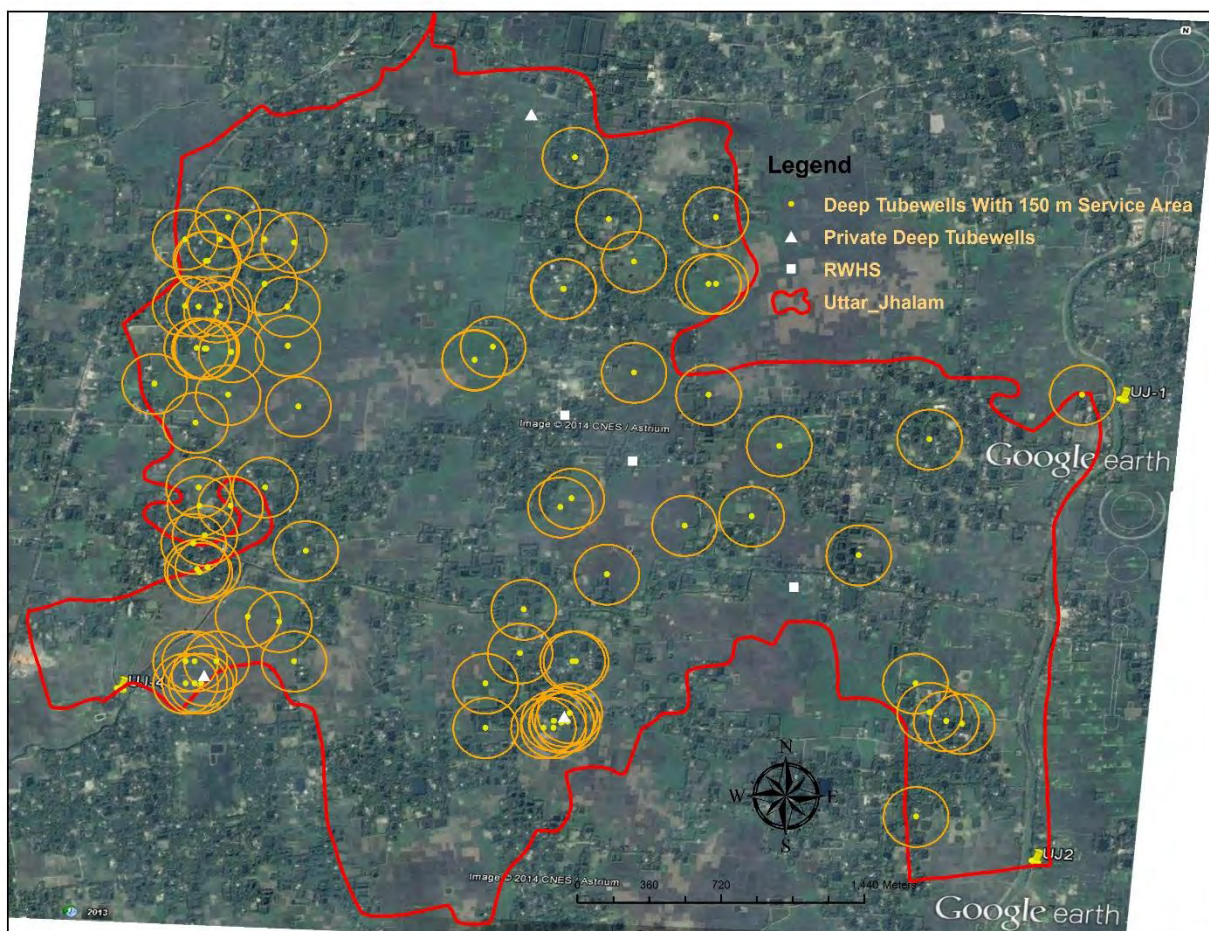 N
Legend
Deep Tubewells With 150 m Service Area
Private Deep Tubewells
RWHS
Uttar_Jhalam
UJ-1
Image © 2014 CNES / Astrium
Google earth
N
W E
S
UJ2
Image © 2014 CNES / Astrium
0 360 720 1,440 Meters
2013
Google earth